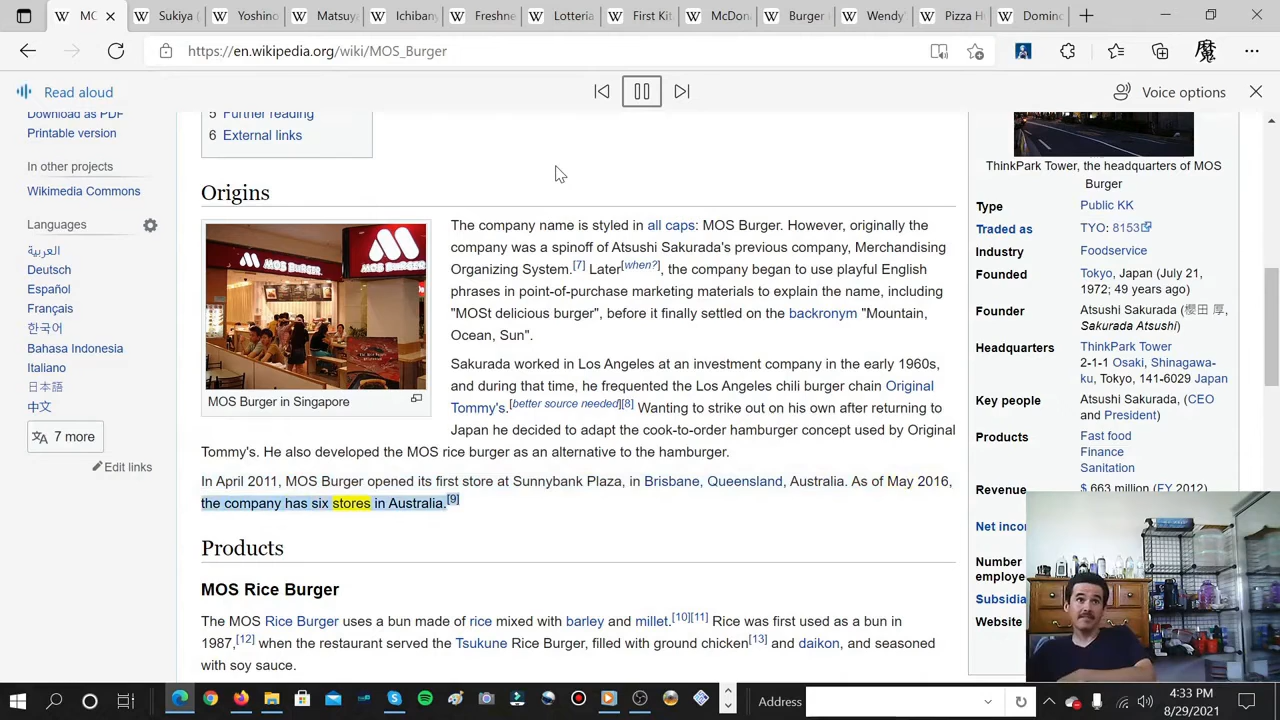 MC
Sukiya (
Yoshino
Matsuya
Ichiban
Freshne
Lotteria
First Kit
McDon
Burger
Wendy
Pizza H
Domino
https://en.wikipedia.org/wiki/MOS_Burger
Read aloud
Voice options
Download as PDF
Printable version
In other projects
Wikimedia Commons
Languages
العربية
Deutsch
Español
Français
한국어
Bahasa Indonesia
Italiano
日本語
中文
7 more
Edit links
5 Further reading
6 External links
Origins
MOS BURGER
MOS BURGER
MOS Burger in Singapore
The company name is styled in all caps: MOS Burger. However, originally the
company was a spinoff of Atsushi Sakurada's previous company, Merchandising
Organizing System.[7] Later[when?], the company began to use playful English
phrases in point-of-purchase marketing materials to explain the name, including
"MOSt delicious burger", before it finally settled on the backronym "Mountain,
Ocean, Sun".
Sakurada worked in Los Angeles at an investment company in the early 1960s,
and during that time, he frequented the Los Angeles chili burger chain Original
Tommy's.[better source needed][8] Wanting to strike out on his own after returning to
Japan he decided to adapt the cook-to-order hamburger concept used by Original
Tommy's. He also developed the MOS rice burger as an alternative to the hamburger.
In April 2011, MOS Burger opened its first store at Sunnybank Plaza, in Brisbane, Queensland, Australia. As of May 2016,
the company has six stores in Australia.[9]
Products
MOS Rice Burger
The MOS Rice Burger uses a bun made of rice mixed with barley and millet.[10][11] Rice was first used as a bun in
1987,[12] when the restaurant served the Tsukune Rice Burger, filled with ground chicken[13] and daikon, and seasoned
with soy sauce.
ThinkPark Tower, the headquarters of MOS
Burger
Type Public KK
Traded as TYO: 8153
Industry Foodservice
Founded Tokyo, Japan (July 21,
1972; 49 years ago)
Founder Atsushi Sakurada (櫻田 厚,
Sakurada Atsushi)
Headquarters ThinkPark Tower
2-1-1 Osaki, Shinagawa-
ku, Tokyo, 141-6029 Japan
Key people Atsushi Sakurada, (CEO
and President)
Products Fast food
Finance
Sanitation
Revenue $ 663 million (FY 2012)
Net incom
Number
employe
Subsidia
Website
Address
4:33 PM
8/29/2021